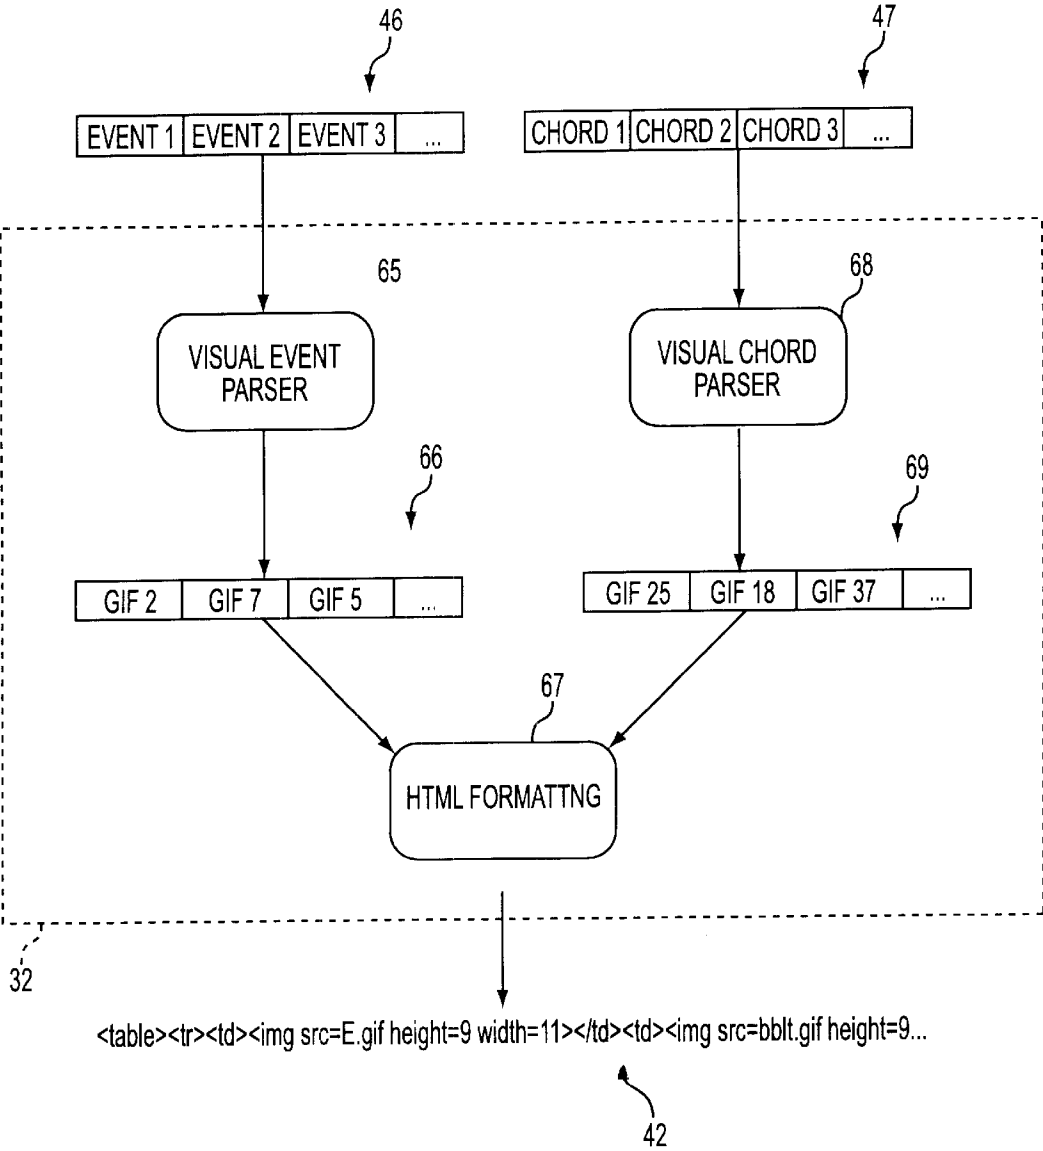 46
47
EVENT 1 EVENT 2 EVENT 3 ...
CHORD 1 CHORD 2 CHORD 3 ...
65
68
VISUAL EVENT
PARSER
VISUAL CHORD
PARSER
66
69
GIF 2 GIF 7 GIF 5 ...
GIF 25 GIF 18 GIF 37 ...
67
HTML FORMATTNG
32
<table><tr><td><img src=E.gif height=9 width=11></td><td><img src=bblt.gif height=9...
42